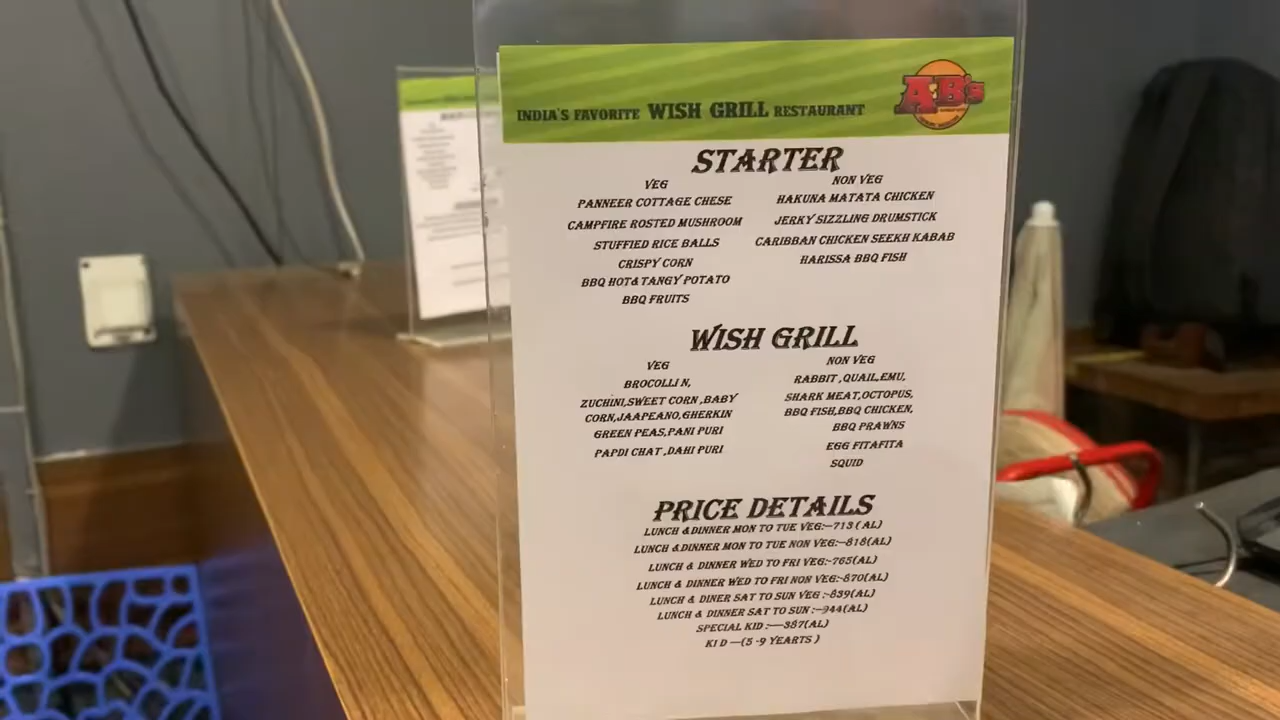 INDIA'S FAVORITE WISH GRILL RESTAURANT
AB's
STARTER
VEG
PANNEER COTTAGE CHESE
CAMPFIRE ROSTED MUSHROOM
STUFFIED RICE BALLS
CRISPY CORN
BBQ HOT& TANGY POTATO
BBQ FRUITS
NON VEG
HAKUNA MATATA CHICKEN
JERKY SIZZLING DRUMSTICK
CARIBBAN CHICKEN SEEKH KABAB
HARISSA BBQ FISH
WISH GRILL
VEG
BROCOLLI N,
ZUCHINI,SWEET CORN ,BABY
CORN,JAAPEANO,GHERKIN
GREEN PEAS,PANI PURI
PAPDI CHAT ,DAHI PURI
NON VEG
RABBIT ,QUAIL,EMU,
SHARK MEAT,OCTOPUS,
BBQ FISH,BBQ CHICKEN,
BBQ PRAWNS
EGG FITAFITA
SQUID
PRICE DETAILS
LUNCH &DINNER MON TO TUE VEG:--713 ( AL)
LUNCH &DINNER MON TO TUE NON VEG:--818(AL)
LUNCH & DINNER WED TO FRI VEG:-765(AL)
LUNCH & DINNER WED TO FRI NON VEG:-870(AL)
LUNCH & DINER SAT TO SUN VEG :-839(AL)
LUNCH & DINNER SAT TO SUN :--944(AL)
SPECIAL KID :----387(AL)
KI D ---(5 -9 YEARTS )